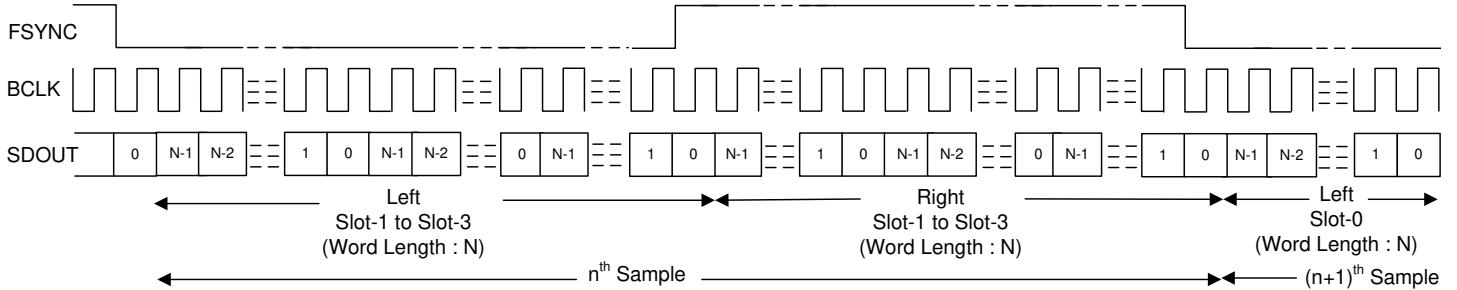 FSYNC
BCLK
SDOUT 0 N-1 N-2 1 0 N-1 N-2 0 N-1 1 0 N-1 1 0 N-1 N-2 0 N-1 1 0 N-1 N-2 1 0
Left
Slot-1 to Slot-3
(Word Length : N)
Right
Slot-1 to Slot-3
(Word Length : N)
Left
Slot-0
(Word Length : N)
nth Sample
(n+1)th Sample